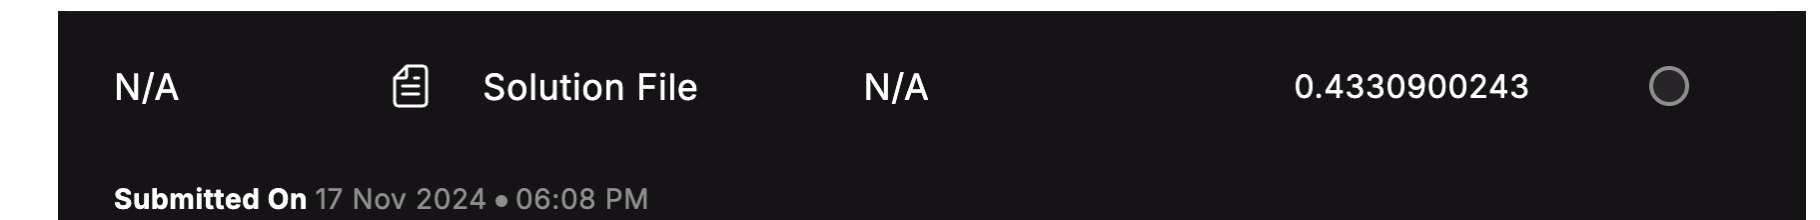 N/A Solution File N/A 0.4330900243
Submitted On 17 Nov 2024 • 06:08 PM